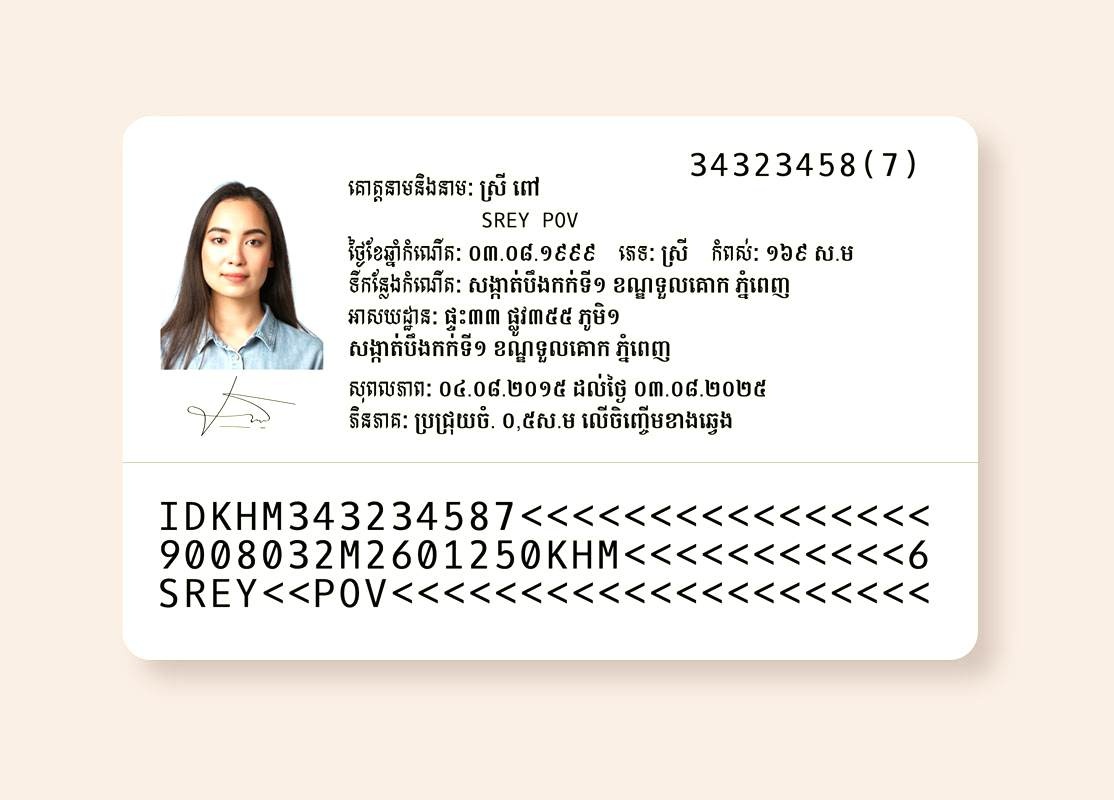 34323458(7)
គោត្តនាមនិងនាម: ស្រី ពៅ
SREY POV
ថ្ងៃខែឆ្នាំកំណើត: ០៣.០៨.១៩៩៩ ភេទ: ស្រី កំពស់: ១៦៩ ស.ម
ទីកន្លែងកំណើត: សង្កាត់បឹងកក់ទី១ ខណ្ឌទួលគោក ភ្នំពេញ
អាសយដ្ឋាន: ផ្ទះ៣៣ ផ្លូវ៣៥៥ ភូមិ១
សង្កាត់បឹងកក់ទី១ ខណ្ឌទួលគោក ភ្នំពេញ
សុពលភាព: ០៤.០៨.២០១៥ ដល់ថ្ងៃ ០៣.០៨.២០២៥
ភិនភាគ: ប្រជ្រុយចំ. ០,៥ស.ម លើចិញ្ចើមខាងឆ្វេង
IDKHM343234587<<<<<<<<<<<<<<<<
9008032M2601250KHM<<<<<<<<<<<6
SREY<<POV<<<<<<<<<<<<<<<<<<<<<